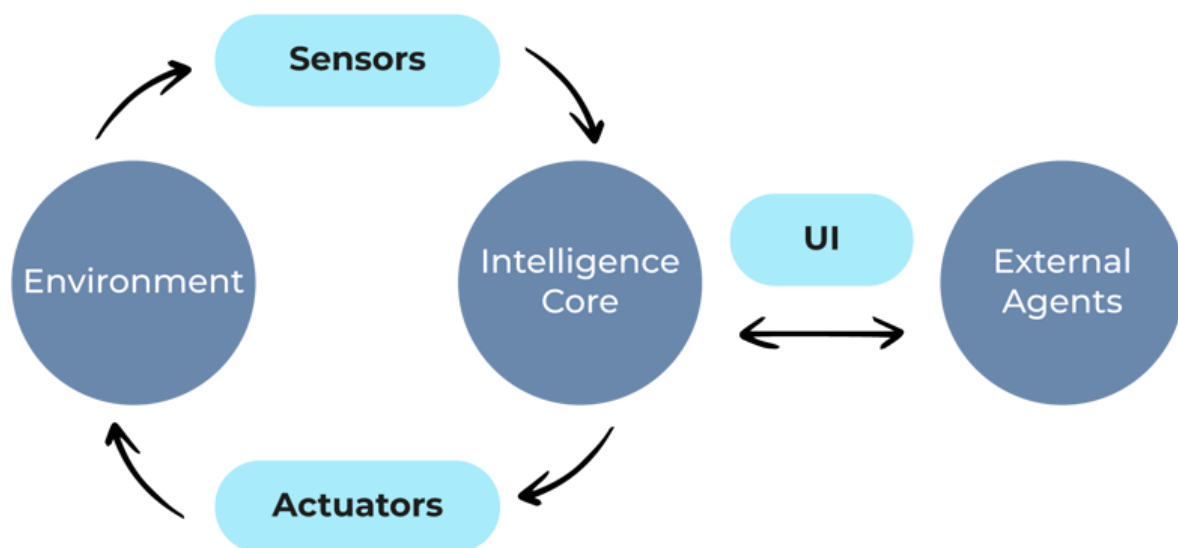 Sensors
Environment
Intelligence
Core
UI
External
Agents
Actuators